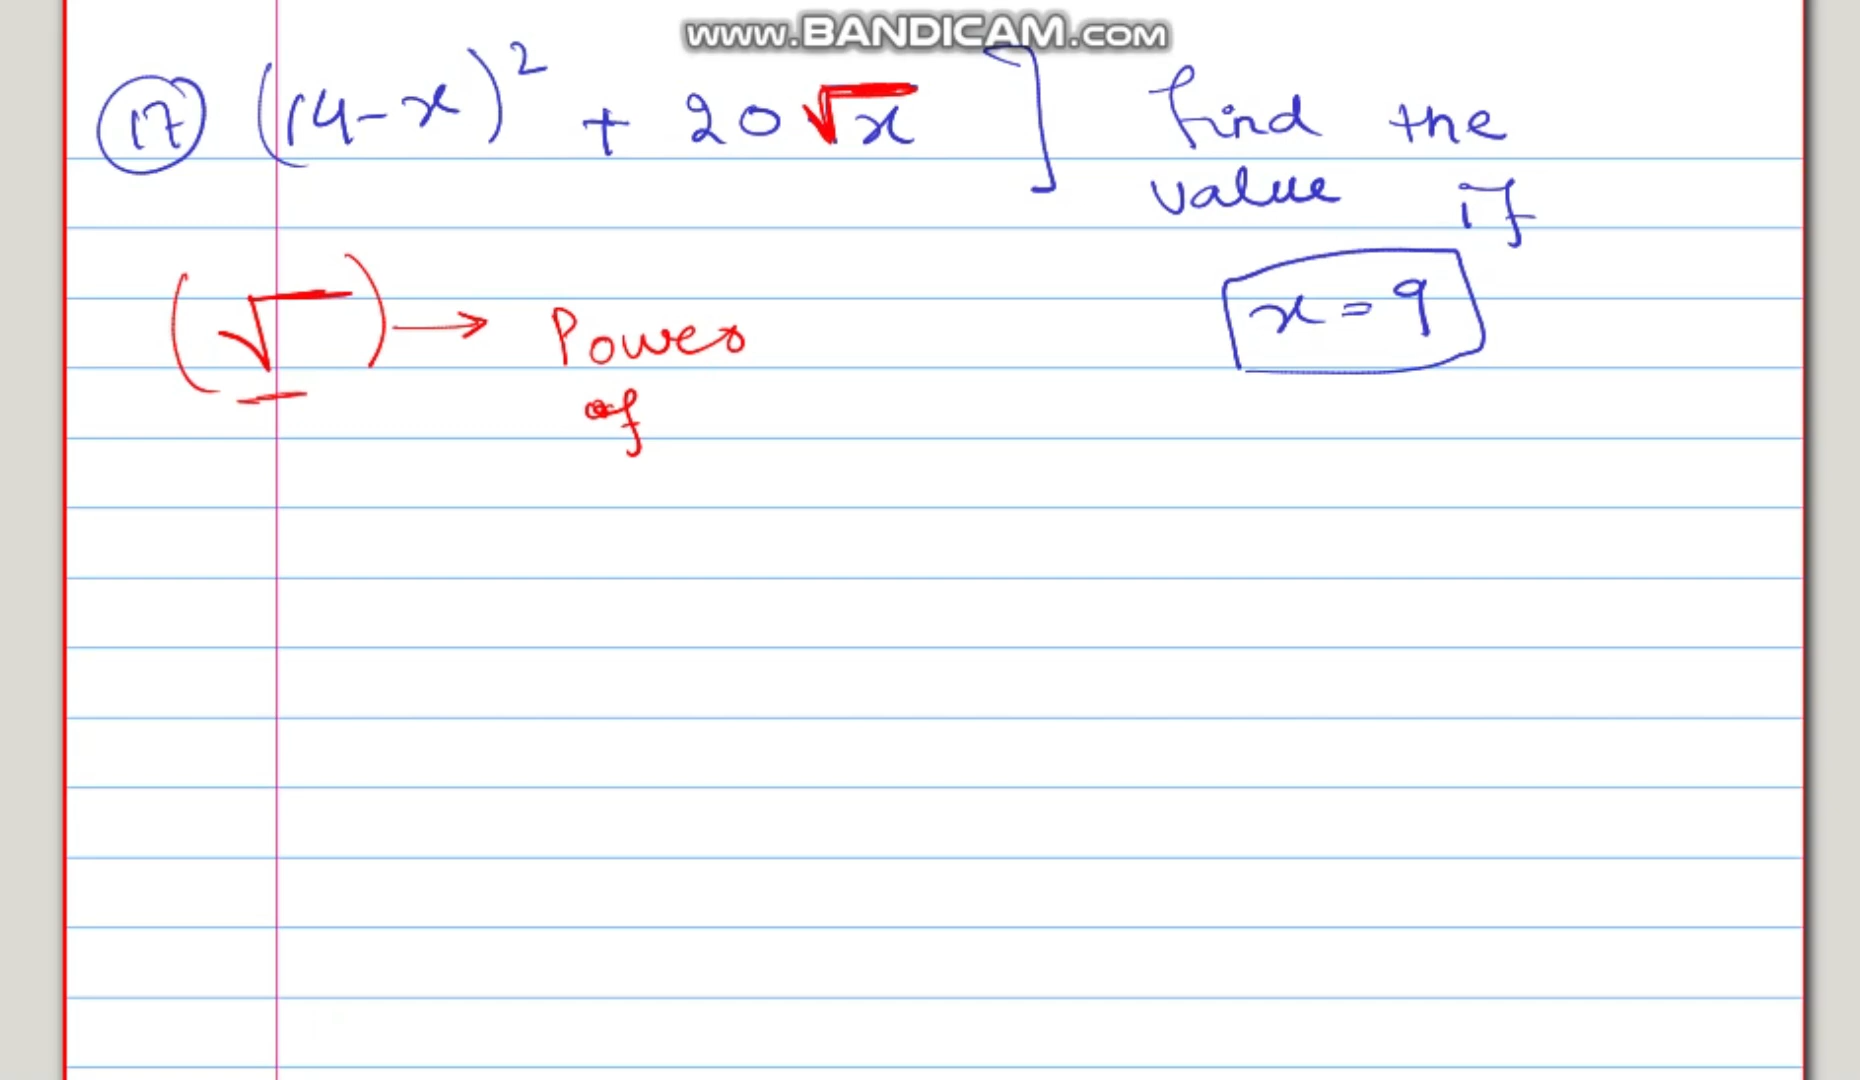 www.BANDICAM.com
17 (14-x)² + 20√x ] find the
value if
x = 9
(√ ) → Power
of